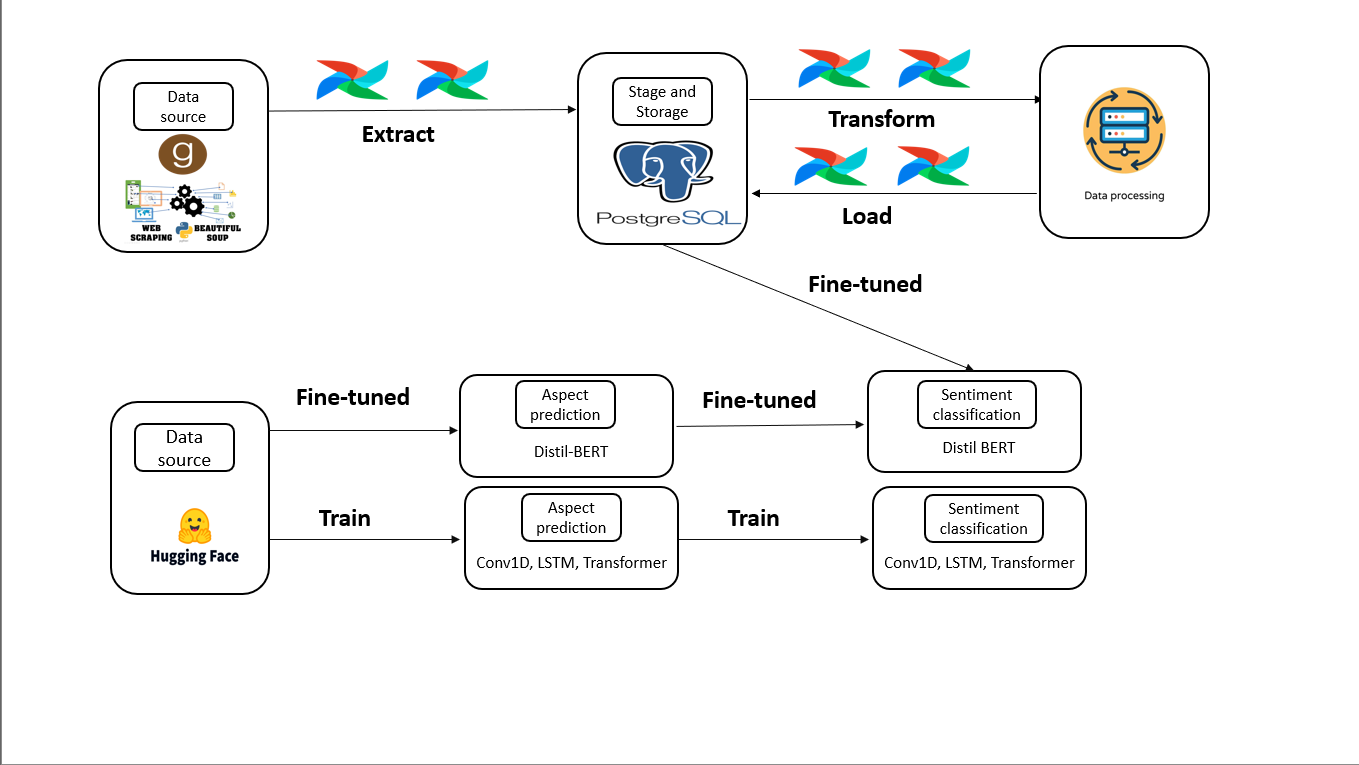 Data
source
g
WEB
SCRAPING
BEAUTIFUL
SOUP
Extract
Stage and
Storage
PostgreSQL
Transform
Load
Data processing
Fine-tuned
Data
source
Hugging Face
Fine-tuned
Aspect
prediction
Distil-BERT
Fine-tuned
Sentiment
classification
Distil BERT
Train
Aspect
prediction
Conv1D, LSTM, Transformer
Train
Sentiment
classification
Conv1D, LSTM, Transformer